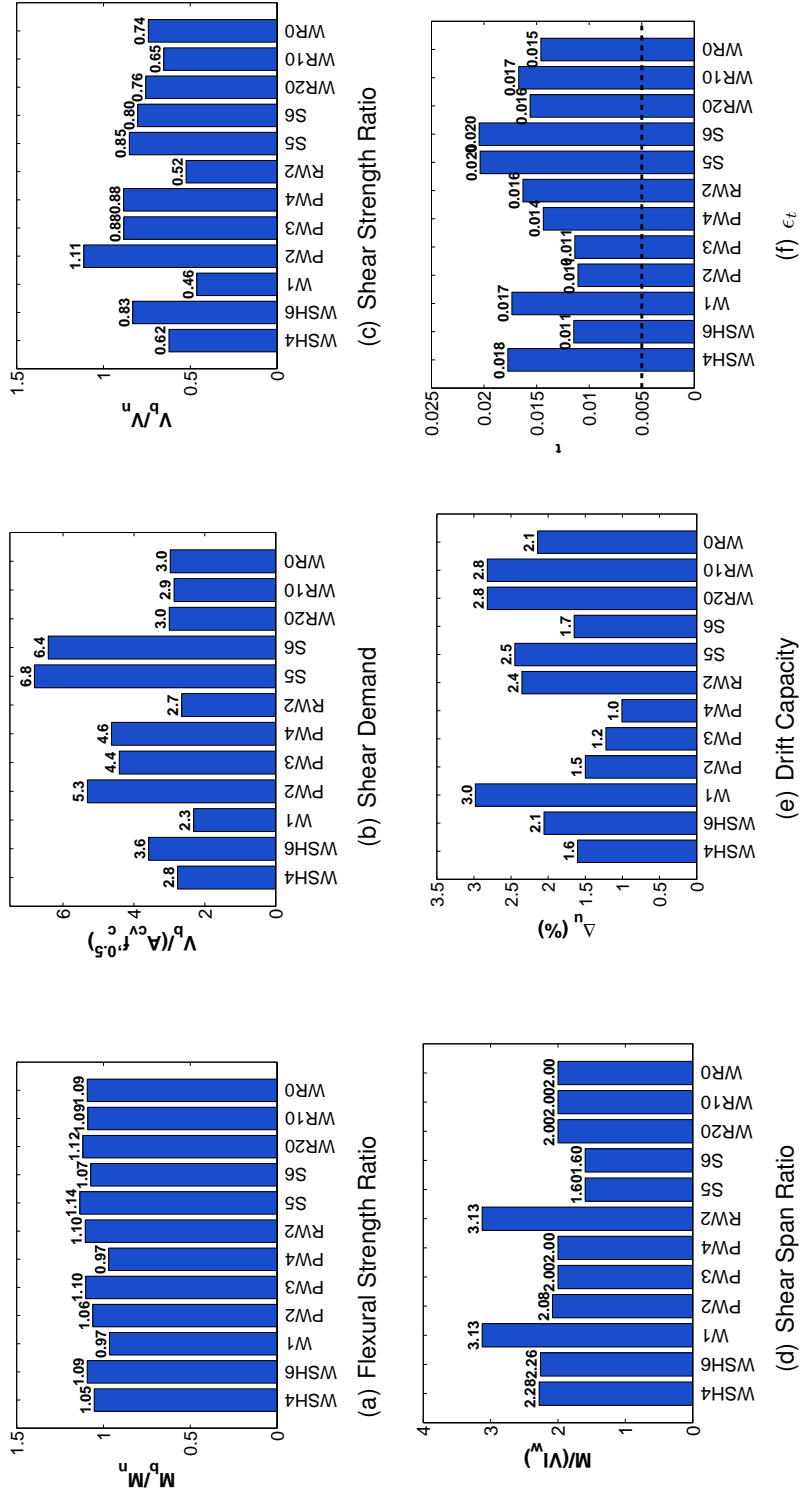 1.5
1
0.5
0
M_b/M_n
1.05
1.09
0.97
1.06
1.10
0.97
1.10
1.14
1.07
1.12
1.09
1.09
WSH4
WSH6
W1
PW2
PW3
PW4
RW2
S5
S6
WR20
WR10
WR0
(a) Flexural Strength Ratio
6
4
2
0
V_b/(A_cv f'_c^0.5)
2.8
3.6
2.3
5.3
4.4
4.6
2.7
6.8
6.4
3.0
2.9
3.0
WSH4
WSH6
W1
PW2
PW3
PW4
RW2
S5
S6
WR20
WR10
WR0
(b) Shear Demand
1.5
1
0.5
0
V_b/V_n
0.62
0.83
0.46
1.11
0.88
0.88
0.52
0.85
0.80
0.76
0.65
0.74
WSH4
WSH6
W1
PW2
PW3
PW4
RW2
S5
S6
WR20
WR10
WR0
(c) Shear Strength Ratio
4
3
2
1
0
M/(Vl_w)
2.28
2.26
3.13
2.08
2.00
2.00
3.13
1.60
1.60
2.00
2.00
2.00
WSH4
WSH6
W1
PW2
PW3
PW4
RW2
S5
S6
WR20
WR10
WR0
(d) Shear Span Ratio
3.5
3
2.5
2
1.5
1
0.5
0
Δ_u (%)
1.6
2.1
3.0
1.5
1.2
1.0
2.4
2.5
1.7
2.8
2.8
2.1
WSH4
WSH6
W1
PW2
PW3
PW4
RW2
S5
S6
WR20
WR10
WR0
(e) Drift Capacity
0.025
0.02
0.015
0.01
0.005
0
t
0.018
0.011
0.017
0.011
0.014
0.016
0.020
0.020
0.016
0.017
0.015
WSH4
WSH6
W1
PW2
PW3
PW4
RW2
S5
S6
WR20
WR10
WR0
(f) ϵ_t